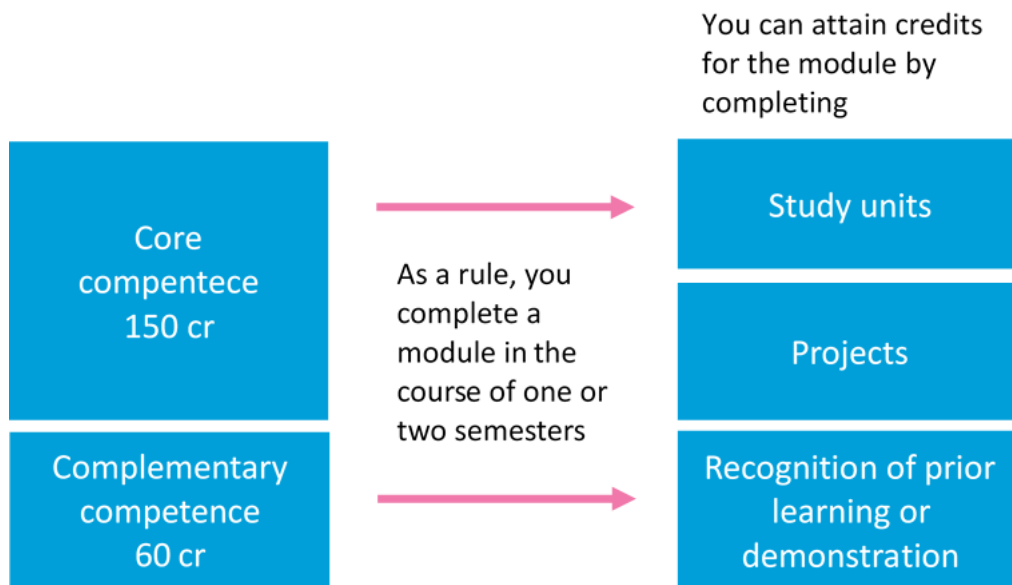 You can attain credits
for the module by
completing
Core
compentece
150 cr
Complementary
competence
60 cr
As a rule, you
complete a
module in the
course of one or
two semesters
Study units
Projects
Recognition of prior
learning or
demonstration